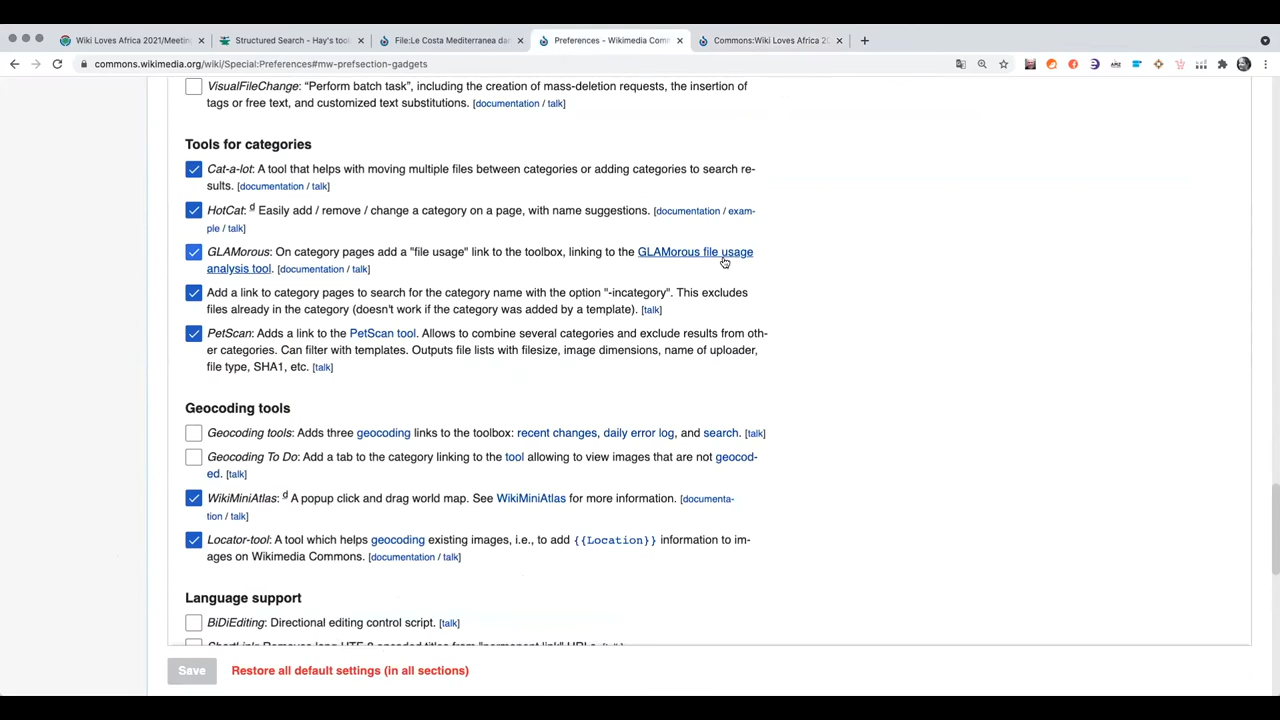 Wiki Loves Africa 2021/Meetin
Structured Search - Hay's tool
File:Le Costa Mediterranea da
Preferences - Wikimedia Com
Commons:Wiki Loves Africa 20
commons.wikimedia.org/wiki/Special:Preferences#mw-prefsection-gadgets
VisualFileChange: “Perform batch task”, including the creation of mass-deletion requests, the insertion of
tags or free text, and customized text substitutions. [documentation / talk]
Tools for categories
Cat-a-lot: A tool that helps with moving multiple files between categories or adding categories to search re-
sults. [documentation / talk]
HotCat: d Easily add / remove / change a category on a page, with name suggestions. [documentation / exam-
ple / talk]
GLAMorous: On category pages add a "file usage" link to the toolbox, linking to the GLAMorous file usage
analysis tool. [documentation / talk]
Add a link to category pages to search for the category name with the option "-incategory". This excludes
files already in the category (doesn't work if the category was added by a template). [talk]
PetScan: Adds a link to the PetScan tool. Allows to combine several categories and exclude results from oth-
er categories. Can filter with templates. Outputs file lists with filesize, image dimensions, name of uploader,
file type, SHA1, etc. [talk]
Geocoding tools
Geocoding tools: Adds three geocoding links to the toolbox: recent changes, daily error log, and search. [talk]
Geocoding To Do: Add a tab to the category linking to the tool allowing to view images that are not geocod-
ed. [talk]
WikiMiniAtlas: d A popup click and drag world map. See WikiMiniAtlas for more information. [documenta-
tion / talk]
Locator-tool: A tool which helps geocoding existing images, i.e., to add {{Location}} information to im-
ages on Wikimedia Commons. [documentation / talk]
Language support
BiDiEditing: Directional editing control script. [talk]
Save
Restore all default settings (in all sections)